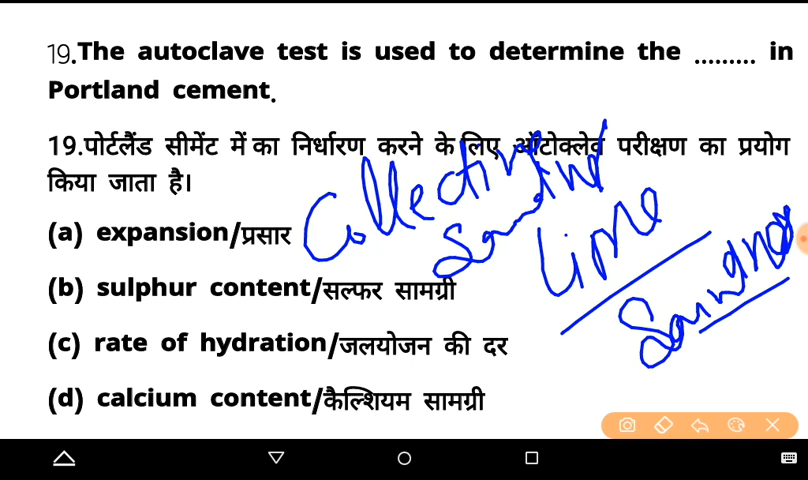 19.The autoclave test is used to determine the ......... in
Portland cement.
19.पोर्टलैंड सीमेंट में का निर्धारण करने के लिए ऑटोक्लेव परीक्षण का प्रयोग
किया जाता है।
(a) expansion/प्रसार
(b) sulphur content/सल्फर सामग्री
(c) rate of hydration/जलयोजन की दर
(d) calcium content/कैल्शियम सामग्री
Lime